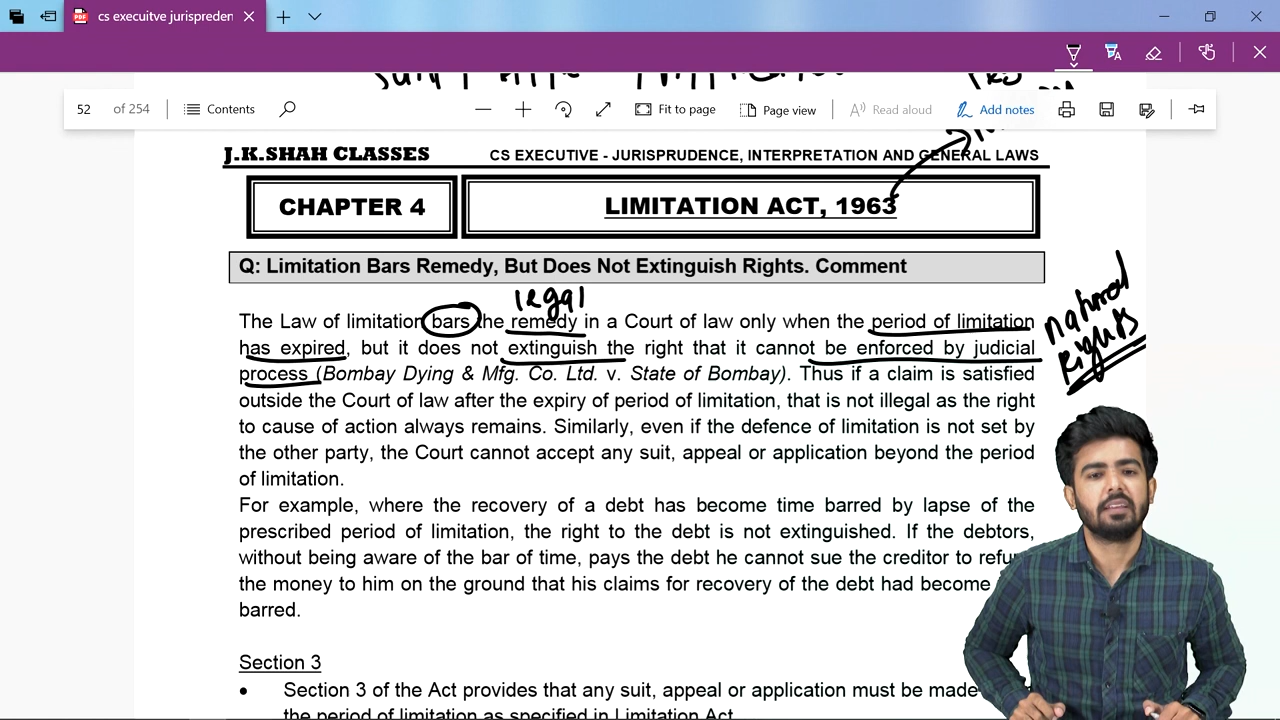 cs execuitve jurispreden
52 of 254 Contents Fit to page Page view Read aloud Add notes
J.K.SHAH CLASSES CS EXECUTIVE - JURISPRUDENCE, INTERPRETATION AND GENERAL LAWS
CHAPTER 4 LIMITATION ACT, 1963
Q: Limitation Bars Remedy, But Does Not Extinguish Rights. Comment
legal
The Law of limitation bars the remedy in a Court of law only when the period of limitation
has expired, but it does not extinguish the right that it cannot be enforced by judicial
process (Bombay Dying & Mfg. Co. Ltd. v. State of Bombay). Thus if a claim is satisfied
outside the Court of law after the expiry of period of limitation, that is not illegal as the right
to cause of action always remains. Similarly, even if the defence of limitation is not set by
the other party, the Court cannot accept any suit, appeal or application beyond the period
of limitation.
For example, where the recovery of a debt has become time barred by lapse of the
prescribed period of limitation, the right to the debt is not extinguished. If the debtors,
without being aware of the bar of time, pays the debt he cannot sue the creditor to
the money to him on the ground that his claims for recovery of the debt had become
barred.
Section 3
• Section 3 of the Act provides that any suit, appeal or application must be made
the period of limitation as specified in Limitation Act
natural
Rights